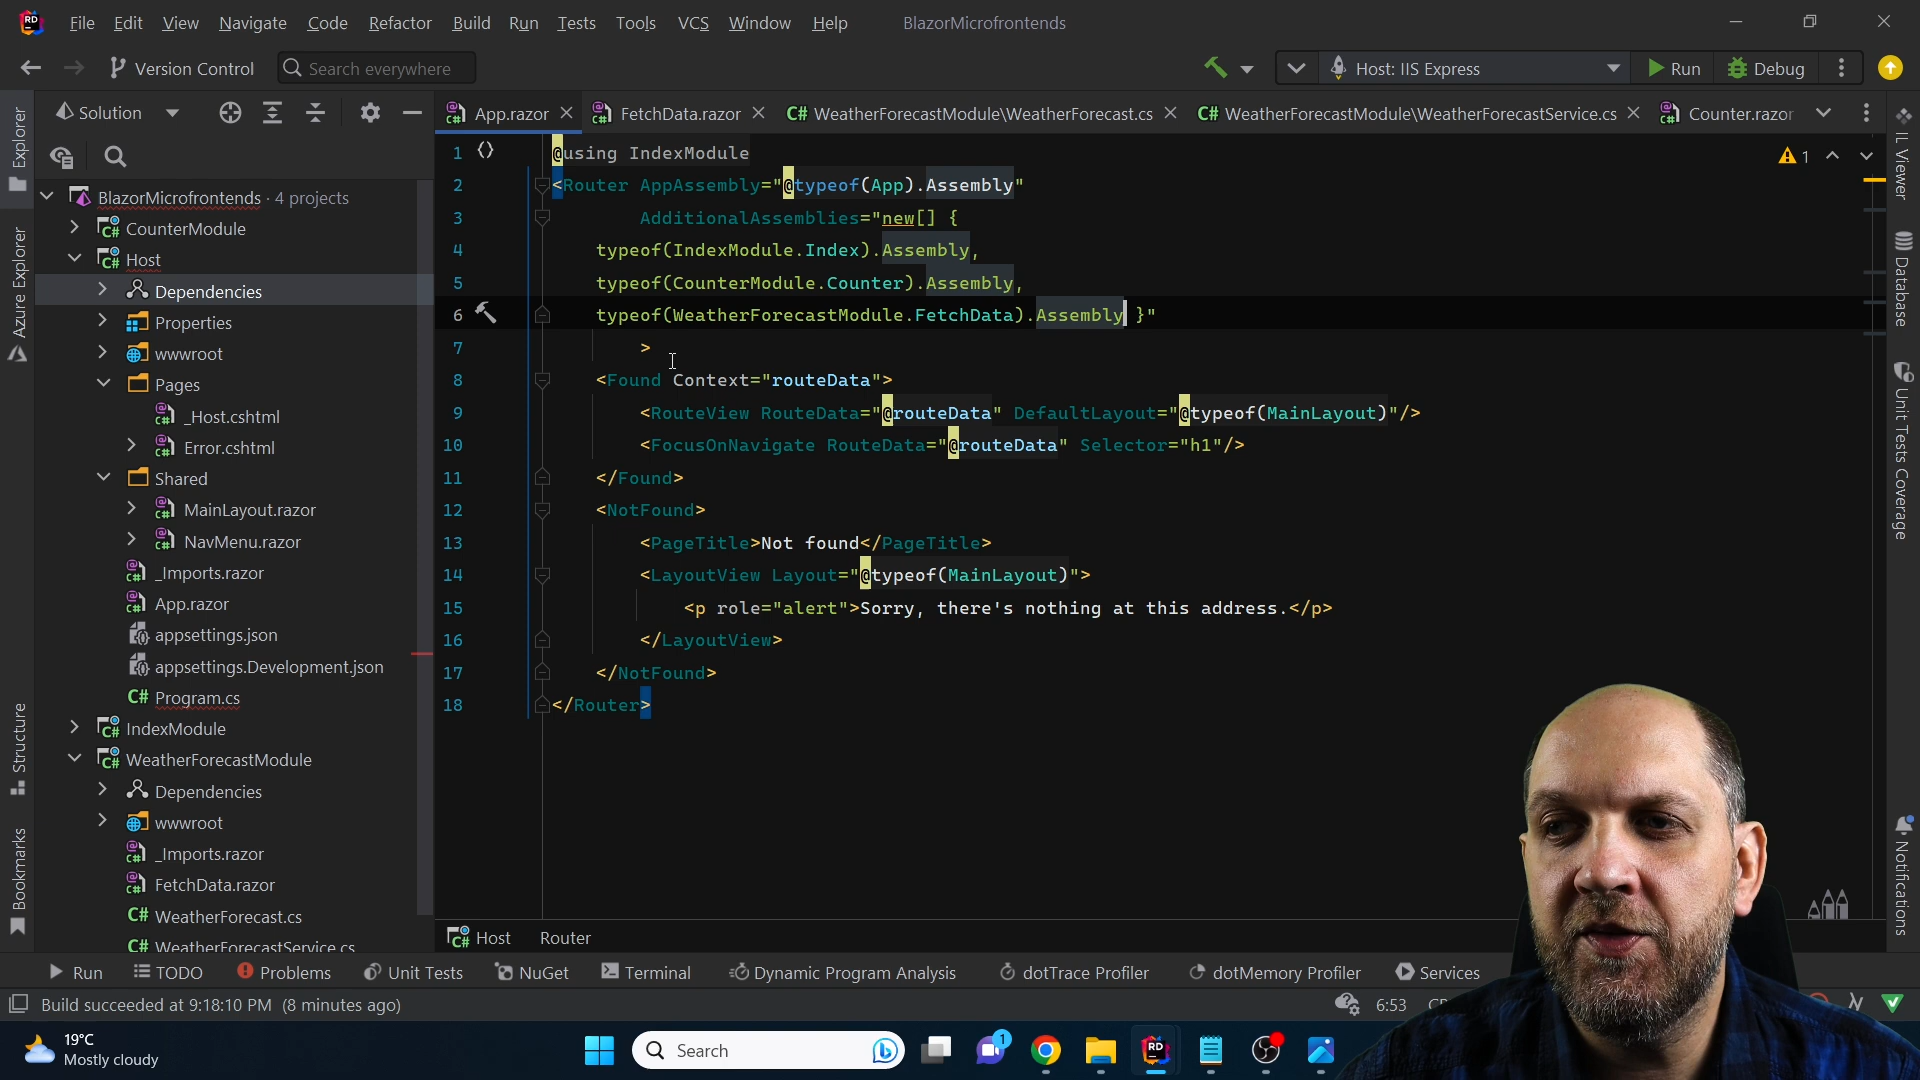 RD File Edit View Navigate Code Refactor Build Run Tests Tools VCS Window Help BlazorMicrofrontends
Version Control Search everywhere Host: IIS Express Run Debug
Solution App.razor FetchData.razor C# WeatherForecastModule\WeatherForecast.cs C# WeatherForecastModule\WeatherForecastService.cs Counter.razor
Explorer
Azure Explorer
Structure
Bookmarks
BlazorMicrofrontends · 4 projects
CounterModule
Host
Dependencies
Properties
wwwroot
Pages
_Host.cshtml
Error.cshtml
Shared
MainLayout.razor
NavMenu.razor
_Imports.razor
App.razor
appsettings.json
appsettings.Development.json
C# Program.cs
IndexModule
WeatherForecastModule
Dependencies
wwwroot
_Imports.razor
FetchData.razor
C# WeatherForecast.cs
C# WeatherForecastService.cs
1 @using IndexModule
2 <Router AppAssembly="@typeof(App).Assembly"
3 AdditionalAssemblies="new[] {
4 typeof(IndexModule.Index).Assembly,
5 typeof(CounterModule.Counter).Assembly,
6 typeof(WeatherForecastModule.FetchData).Assembly }"
7 >
8 <Found Context="routeData">
9 <RouteView RouteData="@routeData" DefaultLayout="@typeof(MainLayout)"/>
10 <FocusOnNavigate RouteData="@routeData" Selector="h1"/>
11 </Found>
12 <NotFound>
13 <PageTitle>Not found</PageTitle>
14 <LayoutView Layout="@typeof(MainLayout)">
15 <p role="alert">Sorry, there's nothing at this address.</p>
16 </LayoutView>
17 </NotFound>
18 </Router>
1
IL Viewer
Database
Unit Tests Coverage
Notifications
Host Router
Run TODO Problems Unit Tests NuGet Terminal Dynamic Program Analysis dotTrace Profiler dotMemory Profiler Services
Build succeeded at 9:18:10 PM (8 minutes ago) 6:53
19°C
Mostly cloudy
Search
1
RD